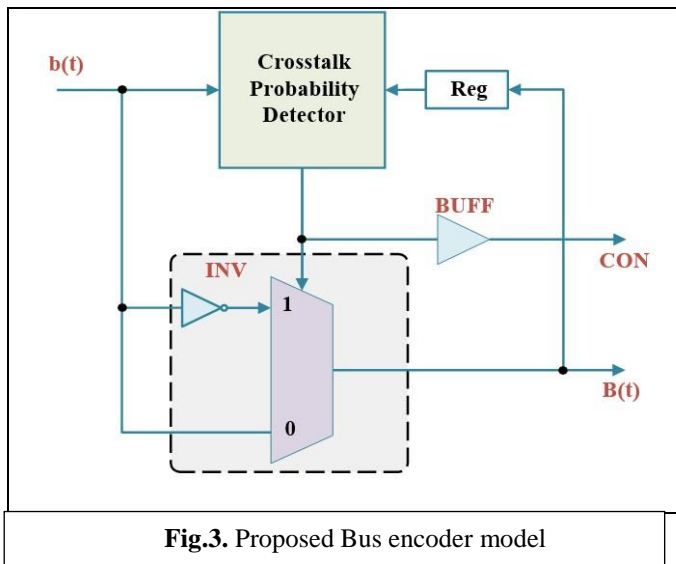 b(t)
Crosstalk
Probability
Detector
Reg
BUFF
CON
INV
1
0
B(t)
Fig.3. Proposed Bus encoder model